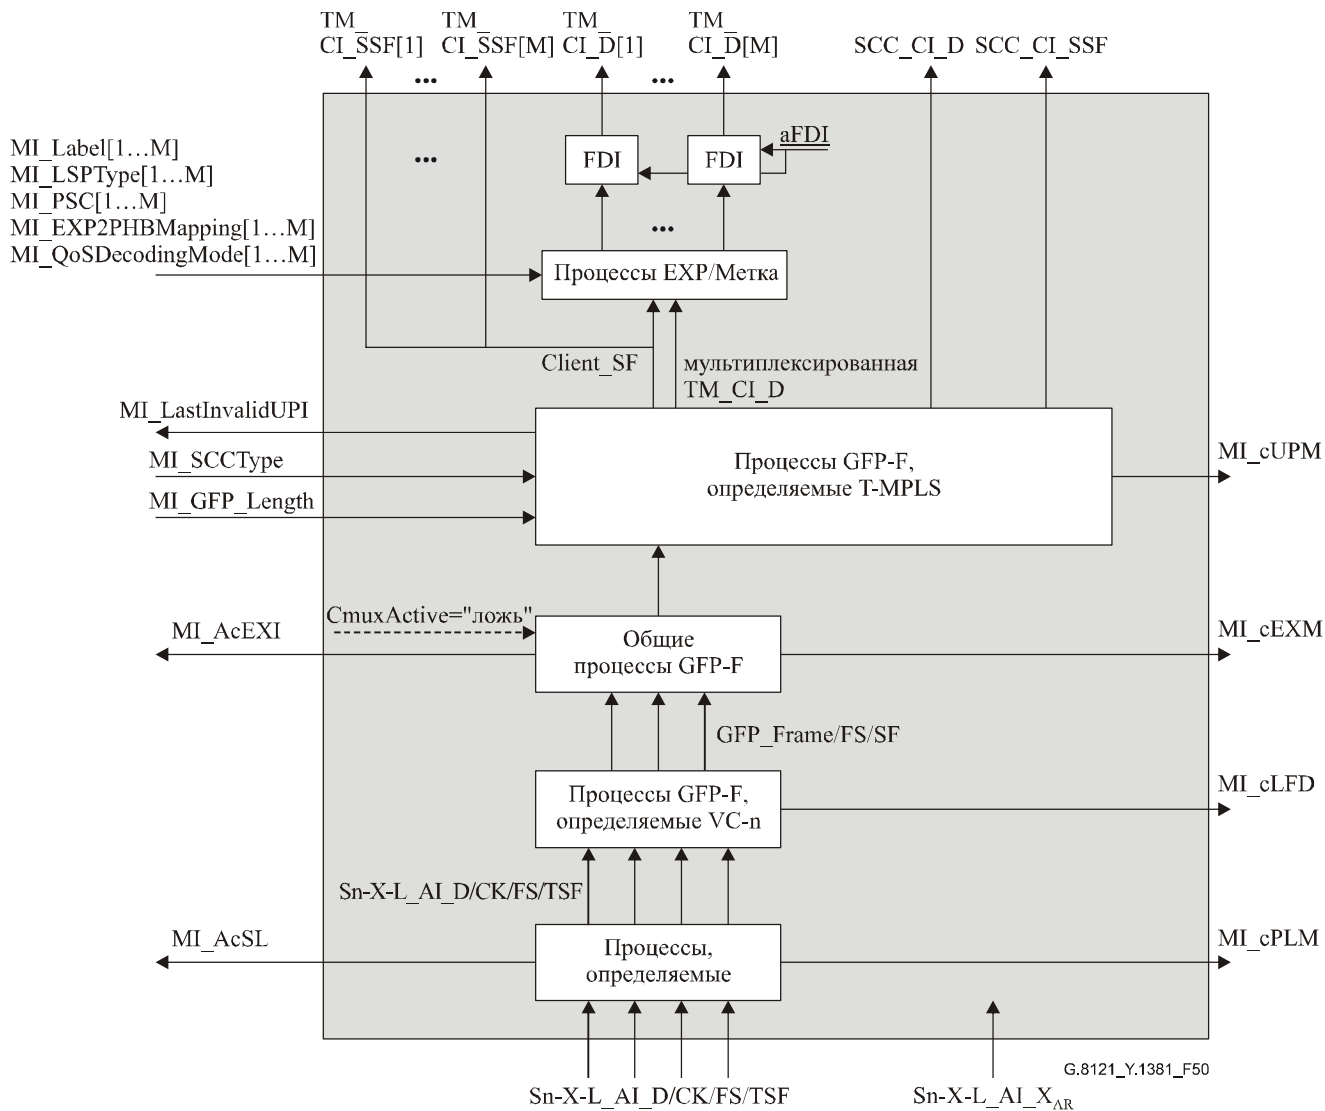 TM_
CI_SSF[1]
TM_
CI_SSF[M]
TM_
CI_D[1]
TM_
CI_D[M]
SCC_CI_D
SCC_CI_SSF
...
...
MI_Label[1…M]
MI_LSPType[1…M]
MI_PSC[1…M]
MI_EXP2PHBMapping[1…M]
MI_QoSDecodingMode[1…M]
...
FDI
FDI
aFDI
...
Процессы EXP/Метка
Client_SF
мультиплексированная
TM_CI_D
MI_LastInvalidUPI
MI_SCCType
MI_GFP_Length
Процессы GFP-F,
определяемые T-MPLS
MI_cUPM
CmuxActive="ложь"
MI_AcEXI
Общие
процессы GFP-F
MI_cEXM
GFP_Frame/FS/SF
Процессы GFP-F,
определяемые VC-n
MI_cLFD
Sn-X-L_AI_D/CK/FS/TSF
MI_AcSL
Процессы,
определяемые
MI_cPLM
G.8121_Y.1381_F50
Sn-X-L_AI_D/CK/FS/TSF
Sn-X-L_AI_X_AR